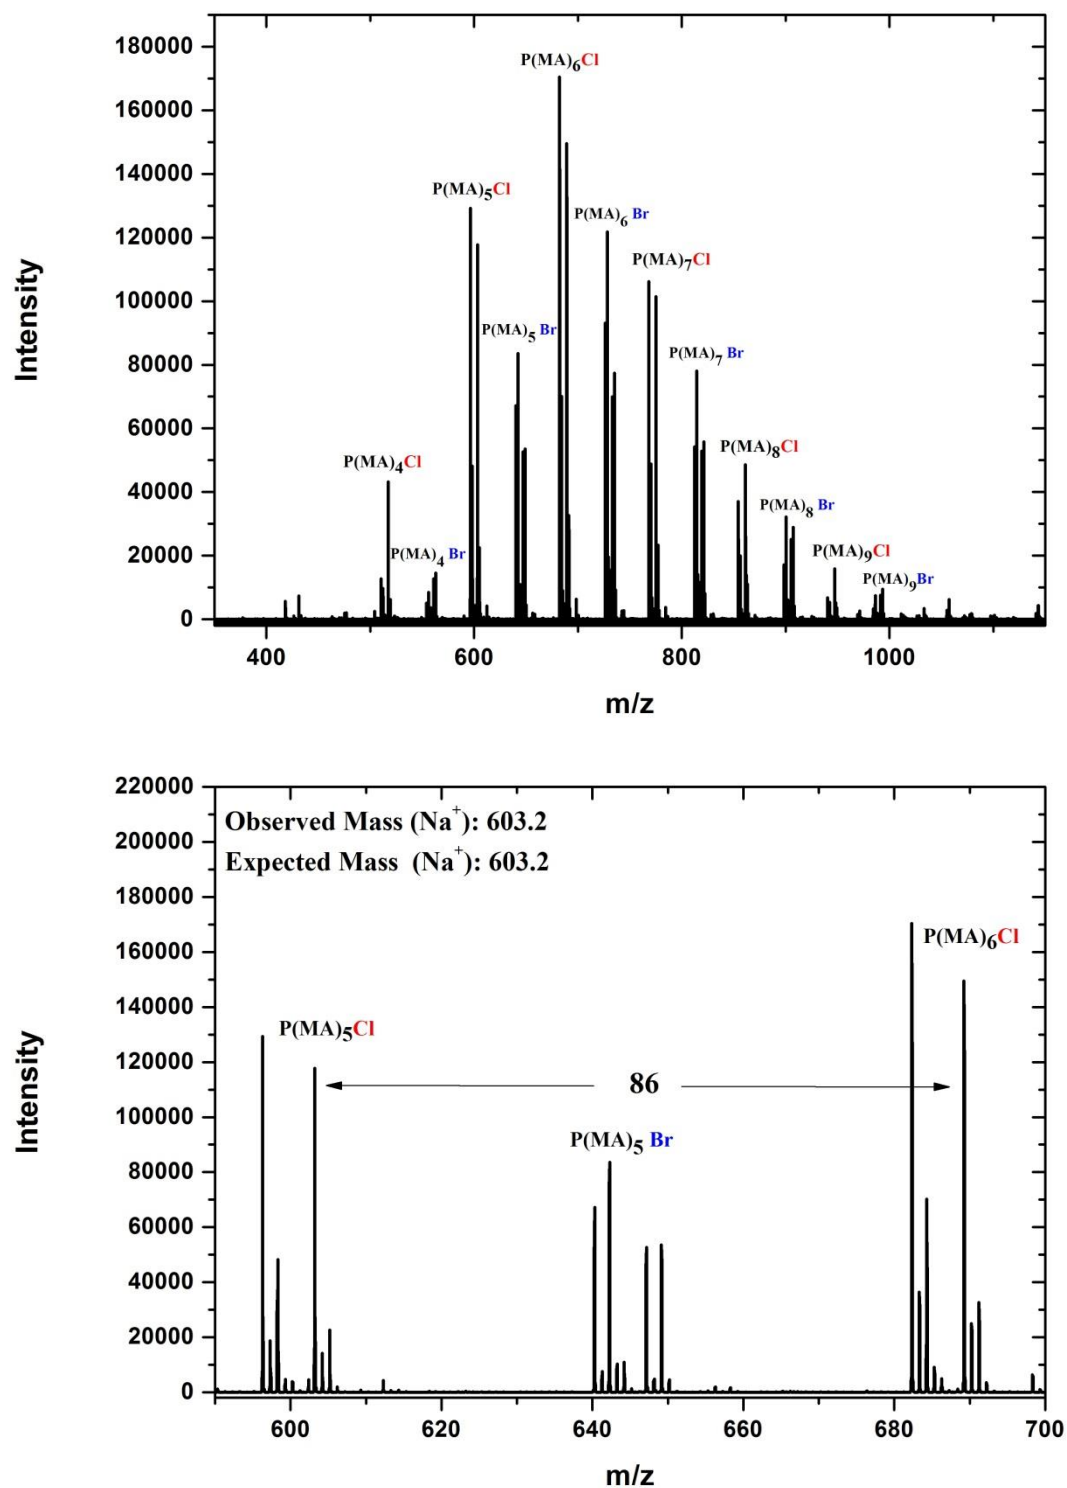 180000
160000
140000
120000
100000
80000
60000
40000
20000
0
Intensity
P(MA)6Cl
P(MA)5Cl
P(MA)6 Br
P(MA)7Cl
P(MA)5 Br
P(MA)7 Br
P(MA)4Cl
P(MA)8Cl
P(MA)8 Br
P(MA)4 Br
P(MA)9Cl
P(MA)9Br
400 600 800 1000
m/z
220000
200000
180000
160000
140000
120000
100000
80000
60000
40000
20000
0
Intensity
Observed Mass (Na+): 603.2
Expected Mass (Na+): 603.2
P(MA)6Cl
P(MA)5Cl
86
P(MA)5 Br
600 620 640 660 680 700
m/z